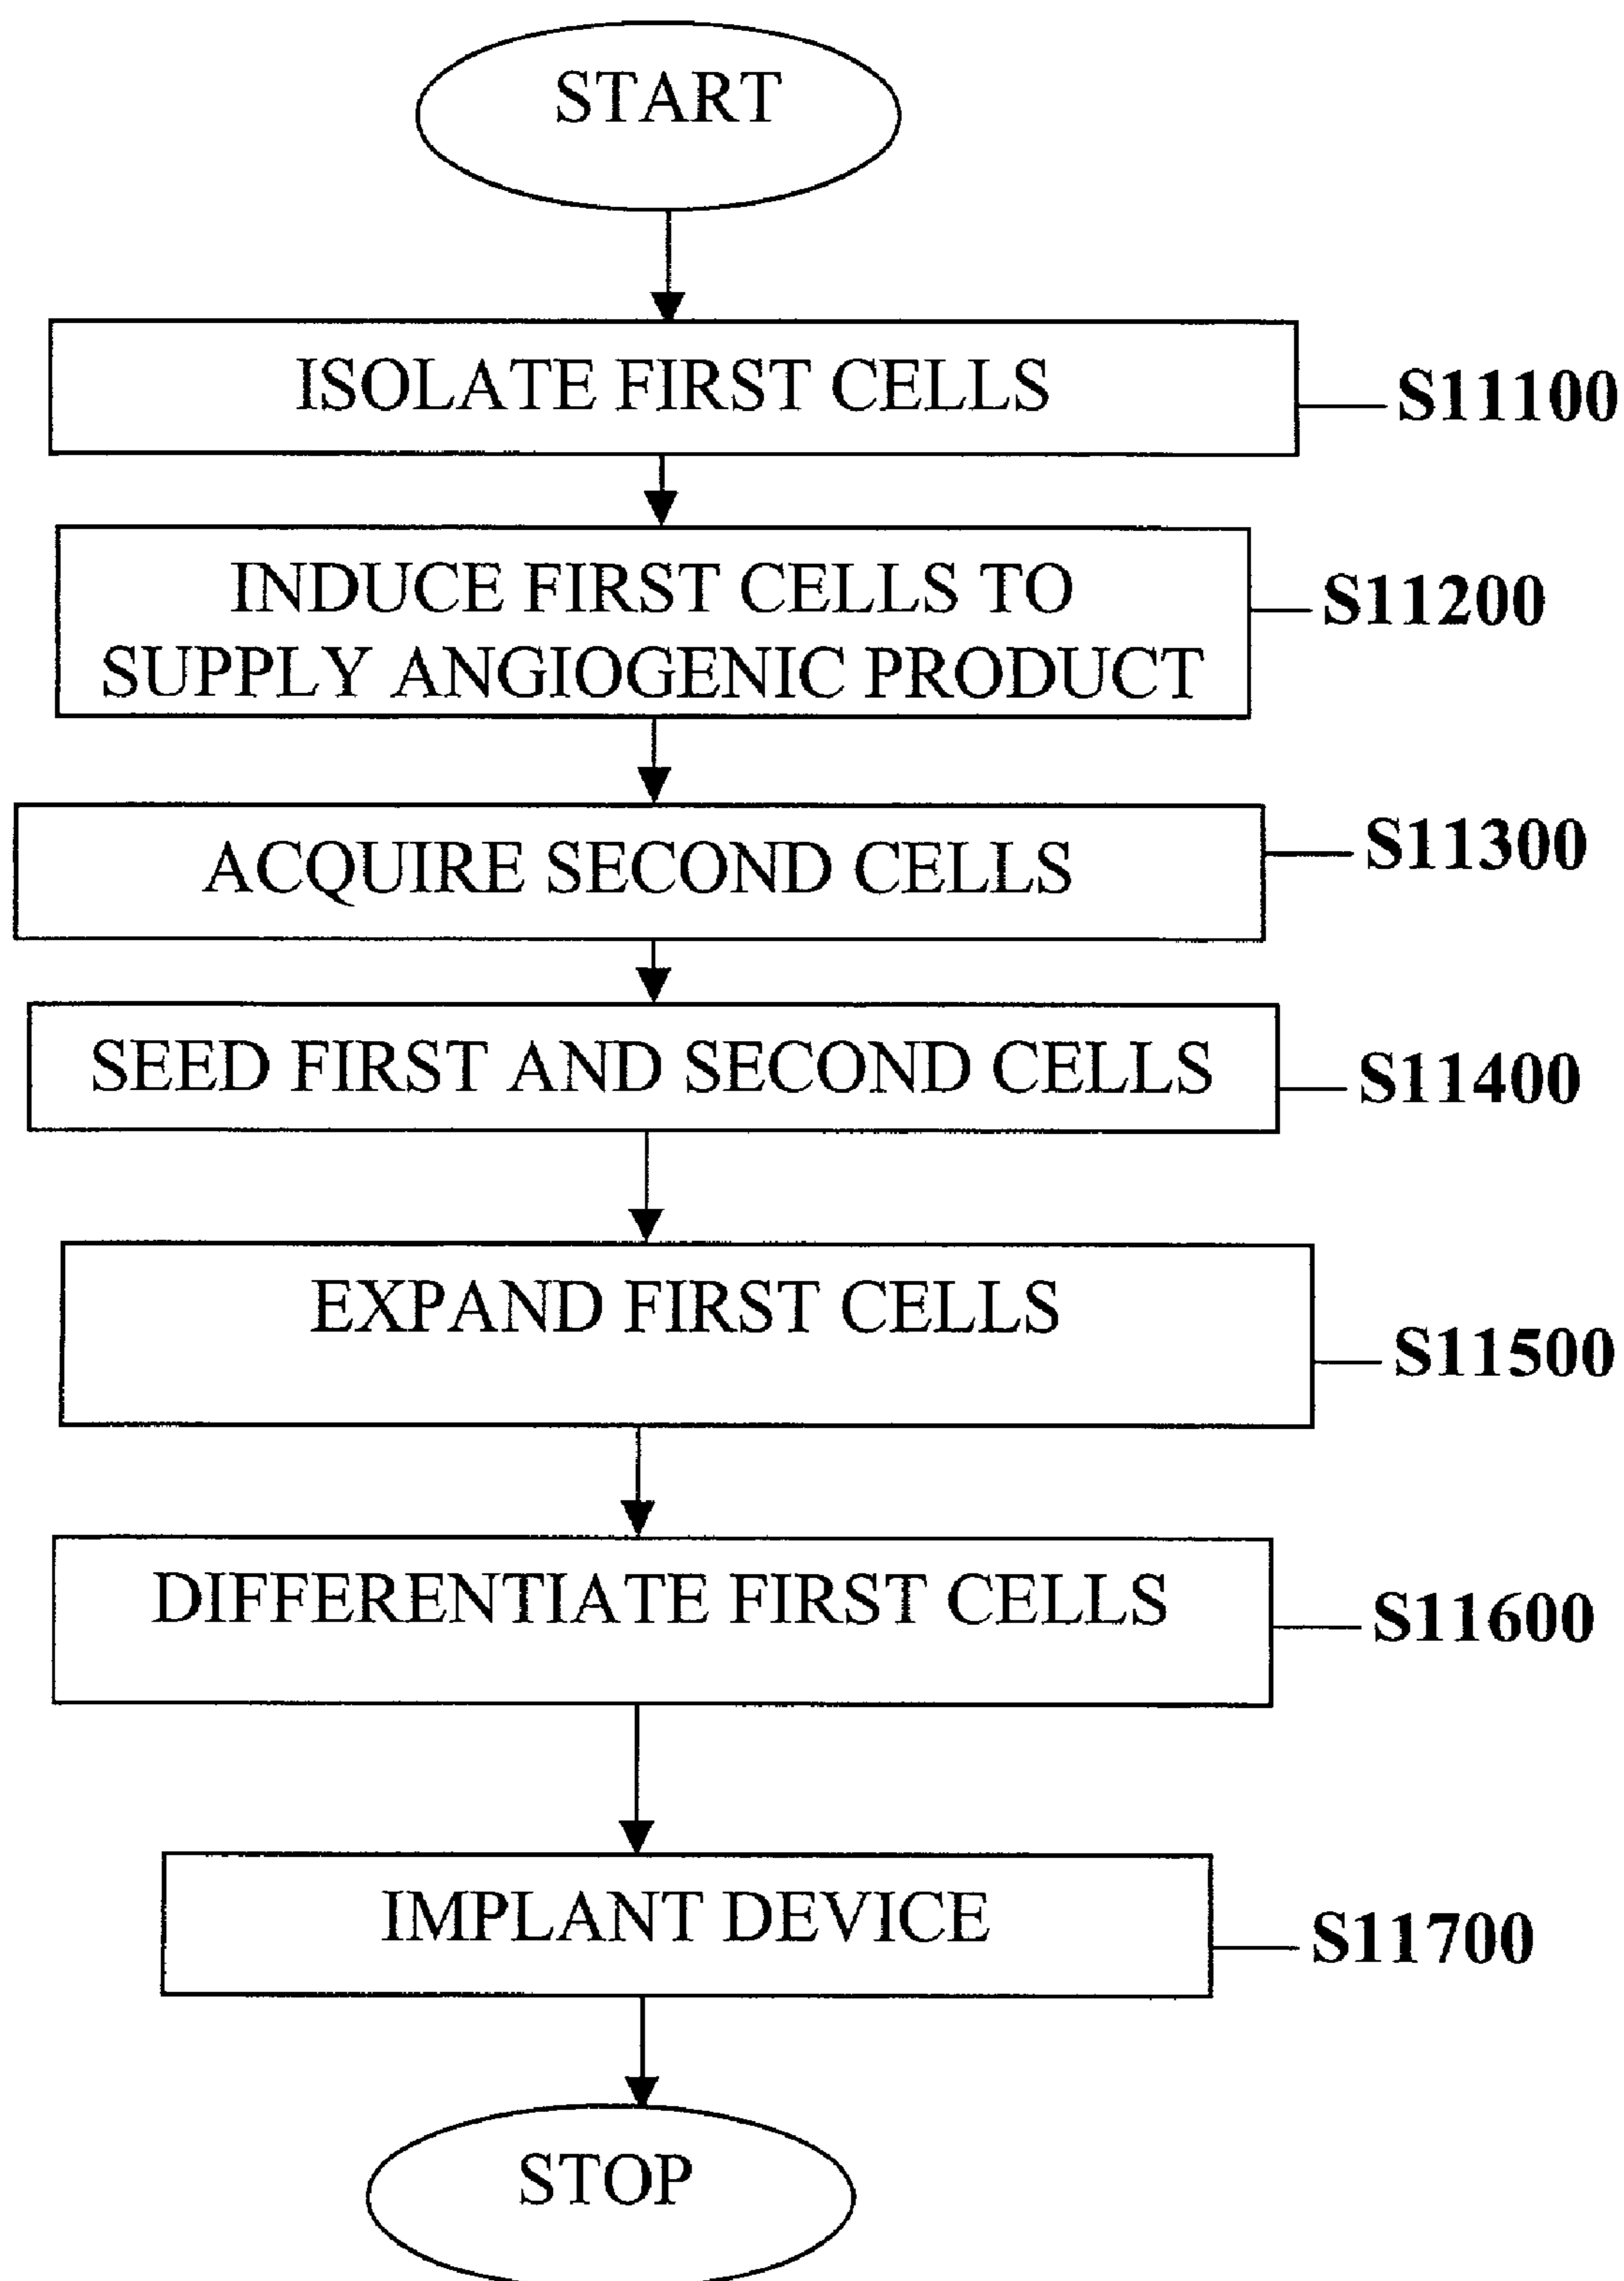 START
ISOLATE FIRST CELLS
S11100
INDUCE FIRST CELLS TO
SUPPLY ANGIOGENIC PRODUCT
S11200
ACQUIRE SECOND CELLS
S11300
SEED FIRST AND SECOND CELLS
S11400
EXPAND FIRST CELLS
S11500
DIFFERENTIATE FIRST CELLS
S11600
IMPLANT DEVICE
S11700
STOP